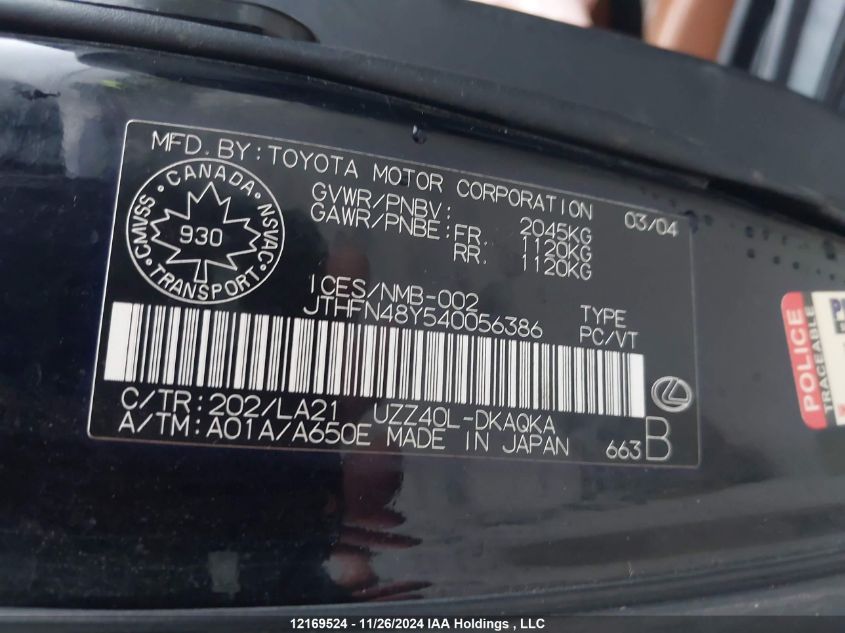 MFD. BY: TOYOTA MOTOR CORPORATION 03/04
GVWR/PNBV: 2045KG
GAWR/PNBE: FR. 1120KG
RR. 1120KG
CANADA
CMVSS NSVAC
930
TRANSPORT
ICES/NMB-002
JTHFN48Y540056386
TYPE
PC/VT
C/TR: 202/LA21 UZZ40L-DKAQKA
A/TM: A01A/A650E MADE IN JAPAN
663 B
POLICE
TRACEABLE
12169524 - 11/26/2024 IAA Holdings , LLC